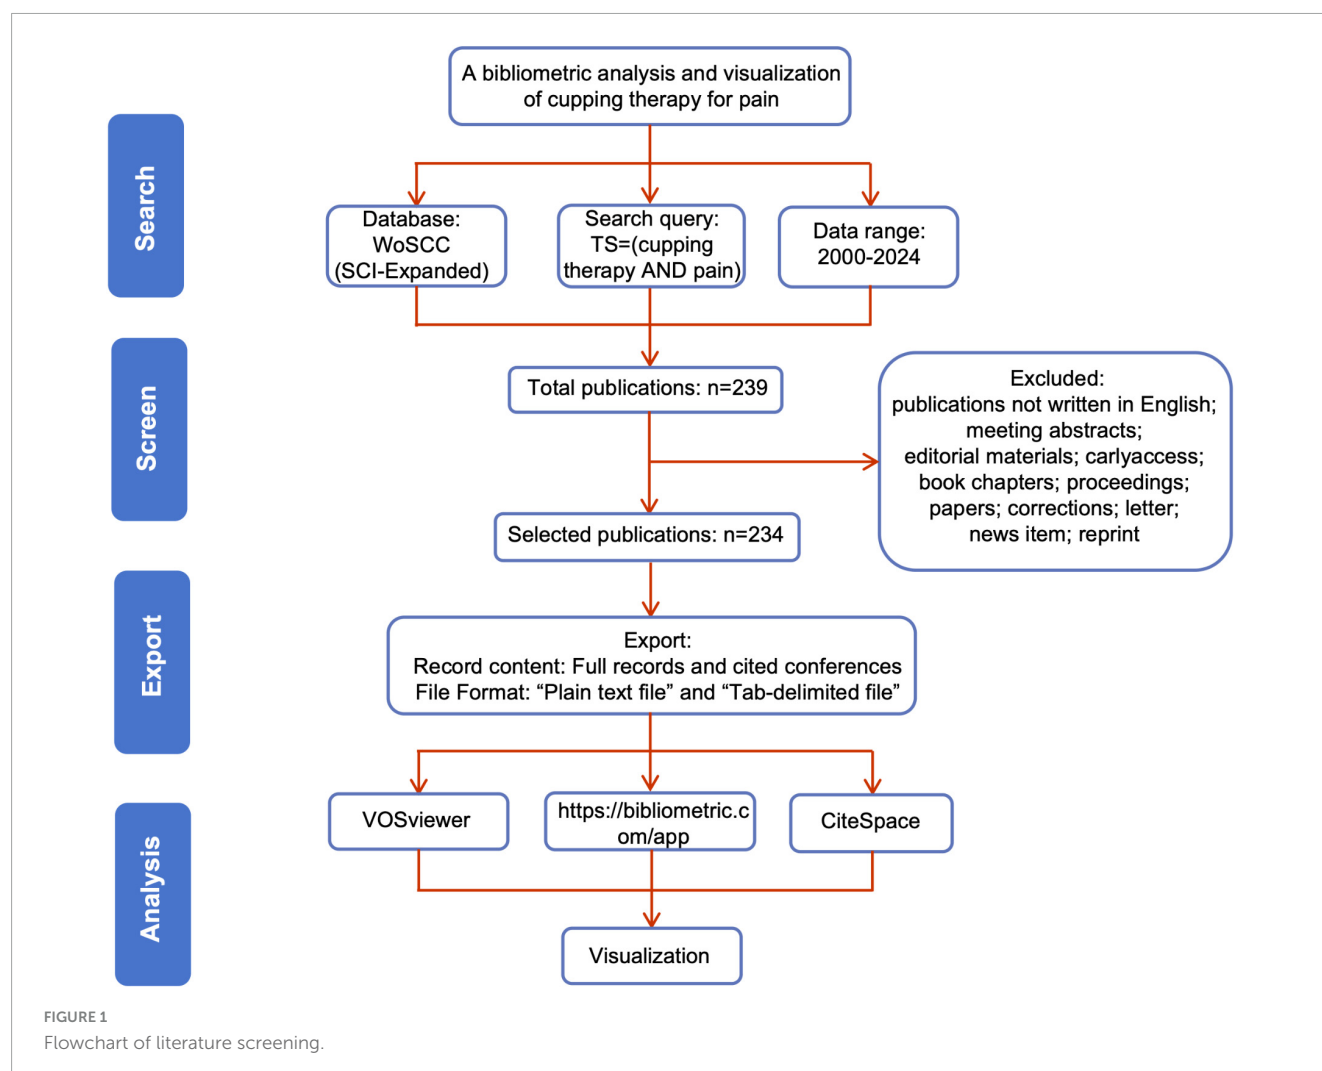 A bibliometric analysis and visualization
of cupping therapy for pain
Search
Database:
WoSCC
(SCI-Expanded)
Search query:
TS=(cupping
therapy AND pain)
Data range:
2000-2024
Screen
Total publications: n=239
Excluded:
publications not written in English;
meeting abstracts;
editorial materials; carlyaccess;
book chapters; proceedings;
papers; corrections; letter;
news item; reprint
Selected publications: n=234
Export
Export:
Record content: Full records and cited conferences
File Format: “Plain text file” and “Tab-delimited file”
Analysis
VOSviewer
https://bibliometric.c
om/app
CiteSpace
Visualization
FIGURE 1
Flowchart of literature screening.